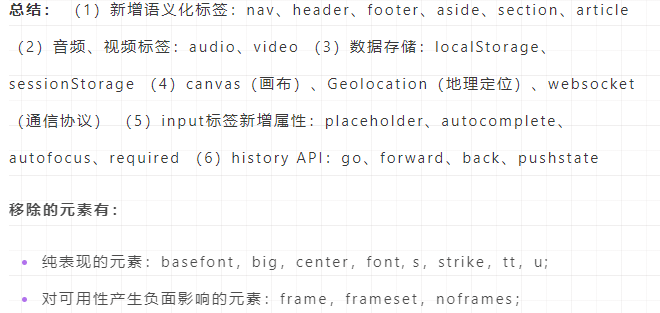 总结：（1）新增语义化标签：nav、header、footer、aside、section、article
（2）音频、视频标签：audio、video （3）数据存储：localStorage、
sessionStorage （4）canvas（画布）、Geolocation（地理定位）、websocket
（通信协议） （5）input标签新增属性：placeholder、autocomplete、
autofocus、required （6）history API：go、forward、back、pushstate
移除的元素有：
纯表现的元素：basefont，big，center，font, s，strike，tt，u;
对可用性产生负面影响的元素：frame，frameset，noframes；